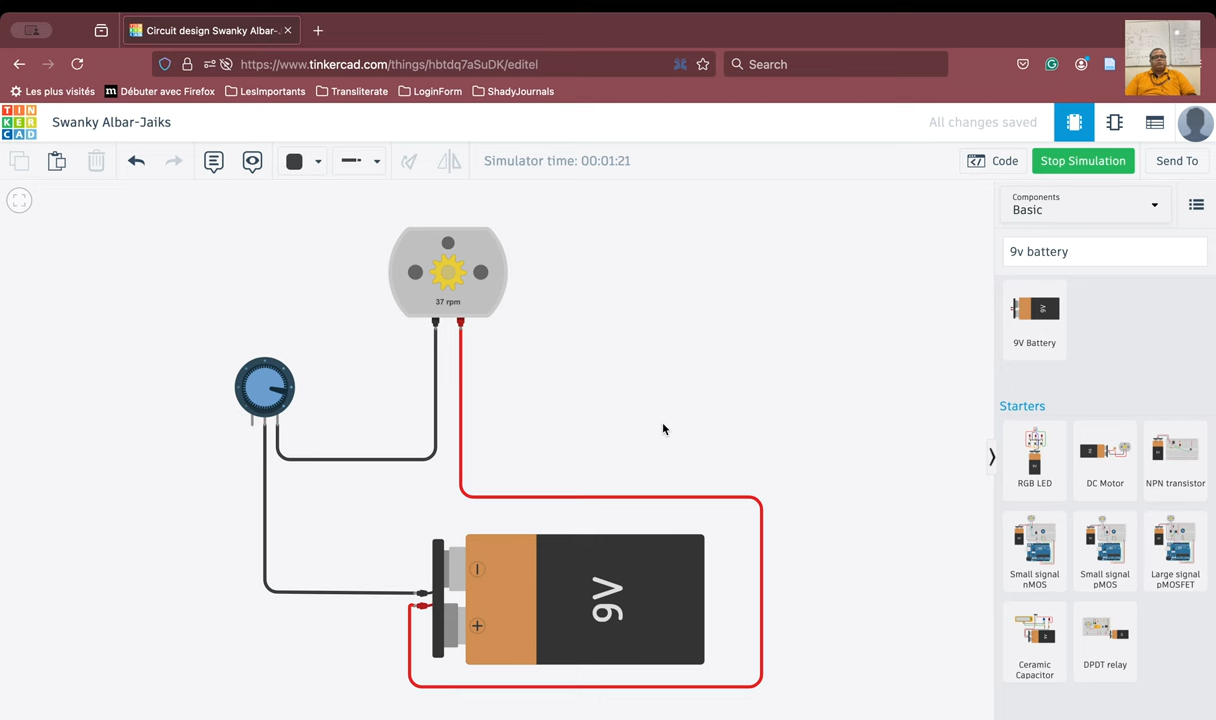 Circuit design Swanky Albar-.
https://www.tinkercad.com/things/hbtdq7aSuDK/editel
Search
Les plus visités
Débuter avec Firefox
LesImportants
Transliterate
LoginForm
ShadyJournals
TIN
KER
CAD
Swanky Albar-Jaiks
All changes saved
Simulator time: 00:01:21
Code
Stop Simulation
Send To
Components
Basic
9v battery
9V
9V Battery
37 rpm
Starters
RGB LED
DC Motor
NPN transistor
Small signal nMOS
Small signal pMOS
Large signal pMOSFET
Ceramic Capacitor
DPDT relay
9V